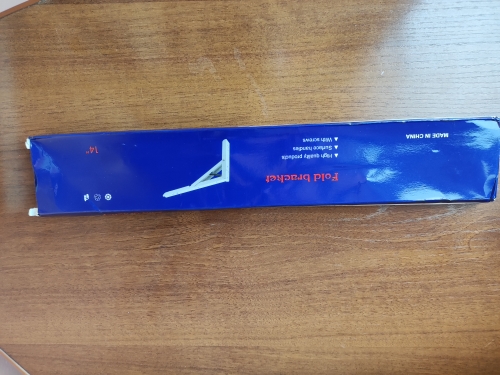 Fold bracket
▲ High quality products
▲ Surface handles
▲ With screws
14"
MADE IN CHINA